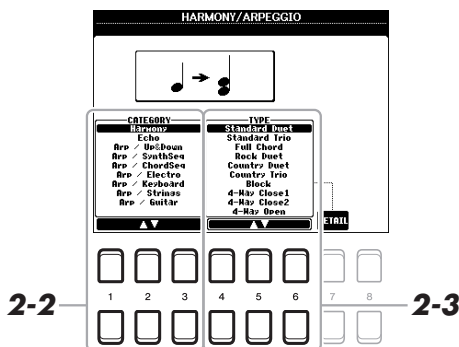 HARMONY/ARPEGGIO
CATEGORY
Harmony
Echo
Arp / Up&Down
Arp / SynthSeq
Arp / ChordSeq
Arp / Electro
Arp / Keyboard
Arp / Strings
Arp / Guitar
TYPE
Standard Duet
Standard Trio
Full Chord
Rock Duet
Country Duet
Country Trio
Block
4-Way Close1
4-Way Close2
4-Way Open
ETAIL
1 2 3 4 5 6 7 8
2-2
2-3